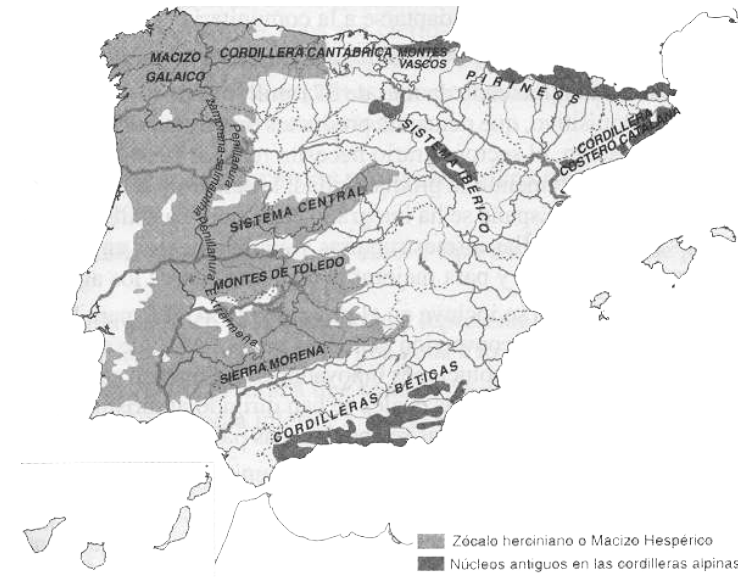 MACIZO
GALAICO
CORDILLERA CANTÁBRICA
MONTES
VASCOS
PIRINEOS
CORDILLERA
COSTERO CATALANA
SISTEMA IBÉRICO
Penillanura
zamorana-salmantina
SISTEMA CENTRAL
Penillanura Extremeña
MONTES DE TOLEDO
SIERRA MORENA
CORDILLERAS BÉTICAS
Zócalo herciniano o Macizo Hespérico
Núcleos antiguos en las cordilleras alpinas